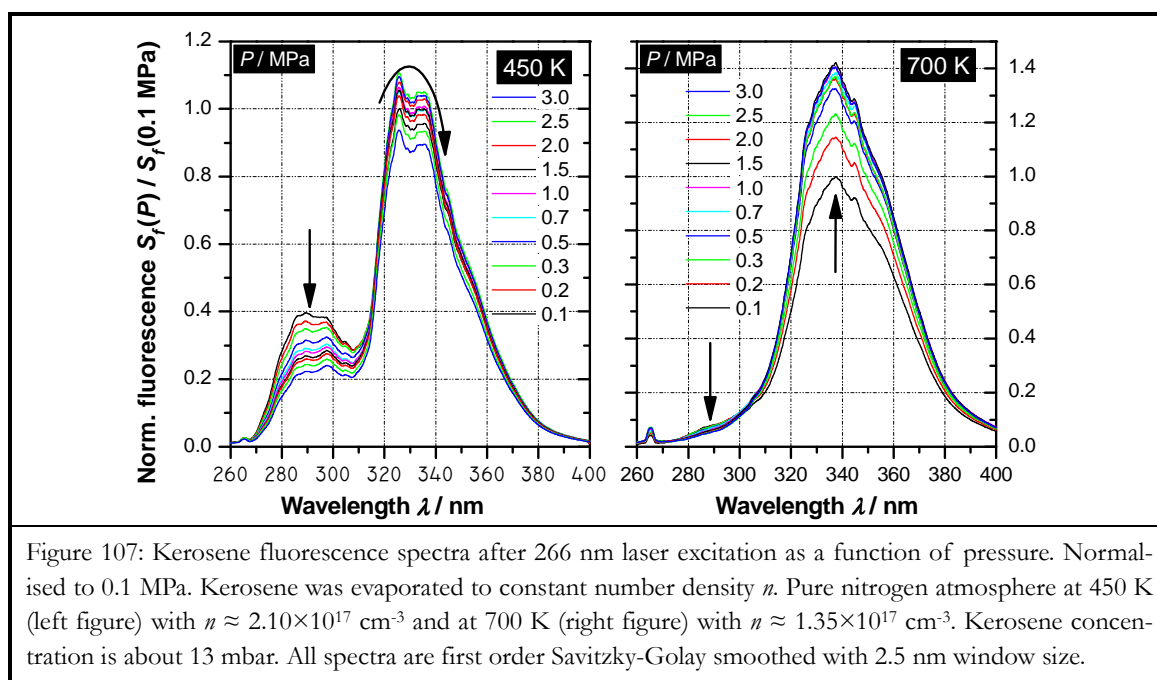 Norm. fluorescence S_f(P) / S_f(0.1 MPa)
1.2
1.0
0.8
0.6
0.4
0.2
0.0
P / MPa
450 K
3.0
2.5
2.0
1.5
1.0
0.7
0.5
0.3
0.2
0.1
260 280 300 320 340 360 380 400
Wavelength λ / nm
P / MPa
700 K
3.0
2.5
2.0
1.5
1.0
0.7
0.5
0.3
0.2
0.1
1.4
1.2
1.0
0.8
0.6
0.4
0.2
0.0
260 280 300 320 340 360 380 400
Wavelength λ / nm
Figure 107: Kerosene fluorescence spectra after 266 nm laser excitation as a function of pressure. Normal-
ised to 0.1 MPa. Kerosene was evaporated to constant number density n. Pure nitrogen atmosphere at 450 K
(left figure) with n ≈ 2.10×10¹⁷ cm⁻³ and at 700 K (right figure) with n ≈ 1.35×10¹⁷ cm⁻³. Kerosene concen-
tration is about 13 mbar. All spectra are first order Savitzky-Golay smoothed with 2.5 nm window size.